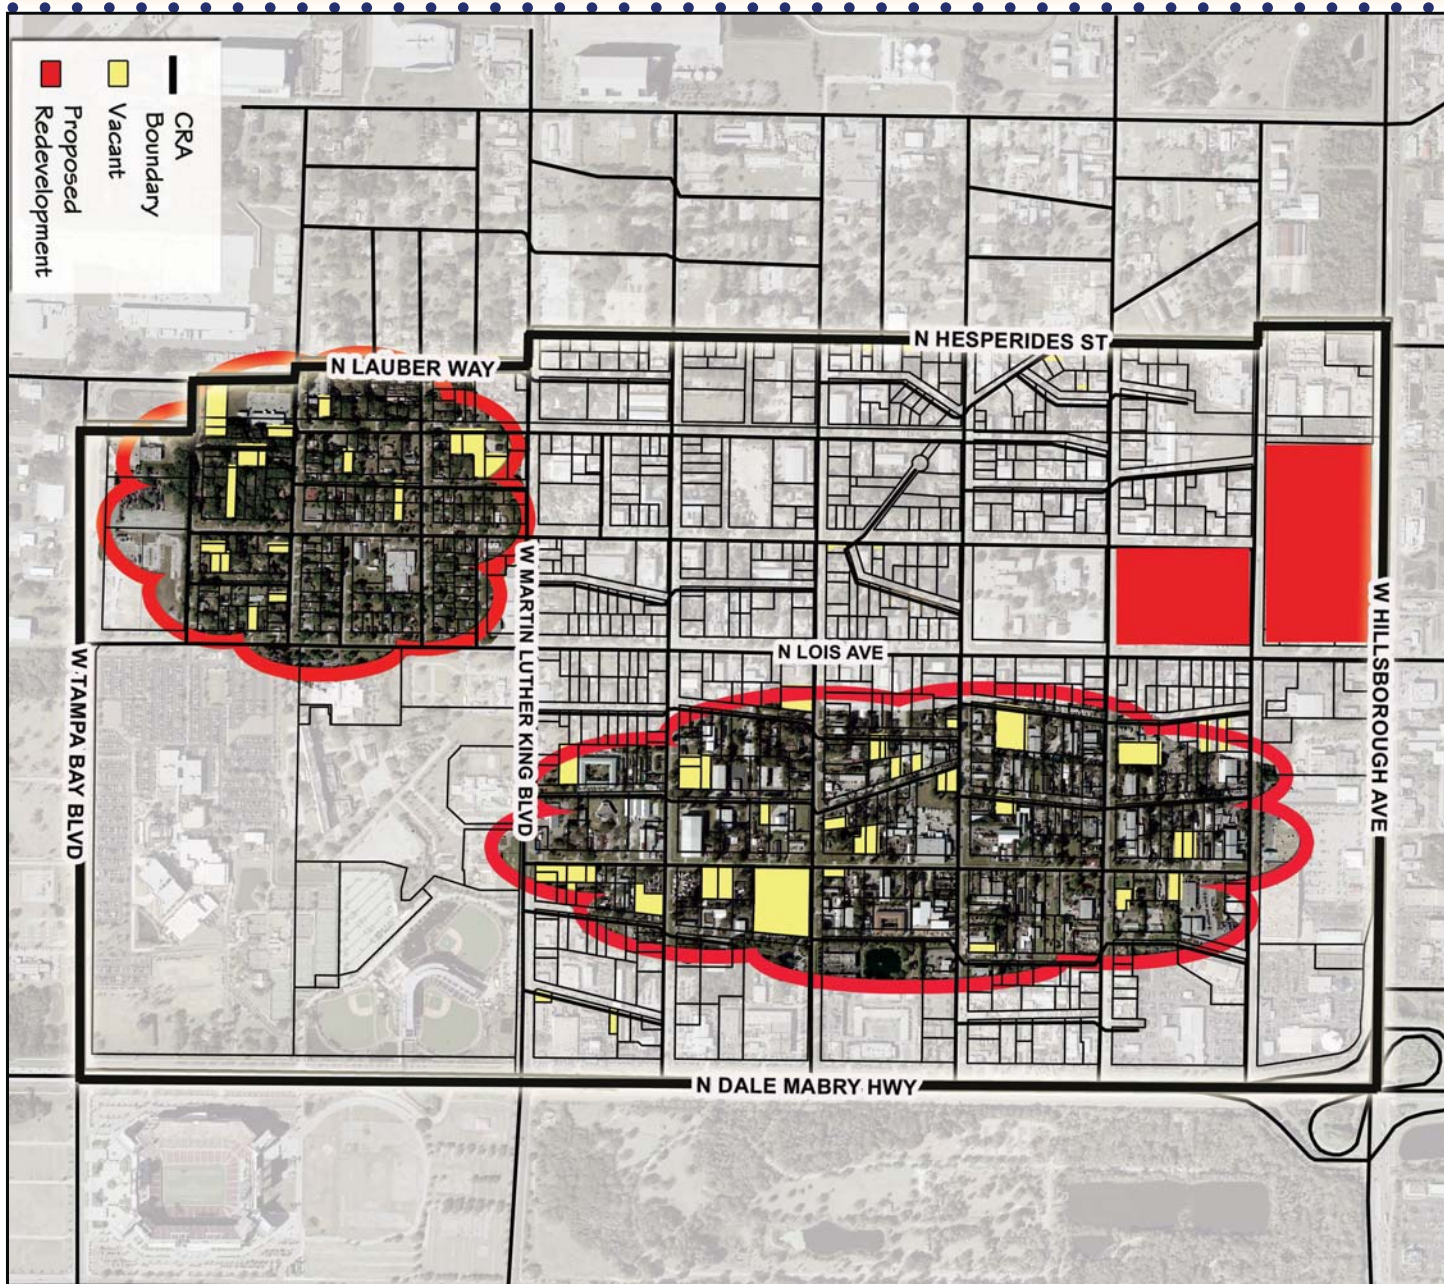 CRA
Boundary
Vacant
Proposed
Redevelopment
N HESPERIDES ST
N LAUBER WAY
W MARTIN LUTHER KING BLVD
N LOIS AVE
W HILLSBOROUGH AVE
W TAMPA BAY BLVD
N DALE MABRY HWY